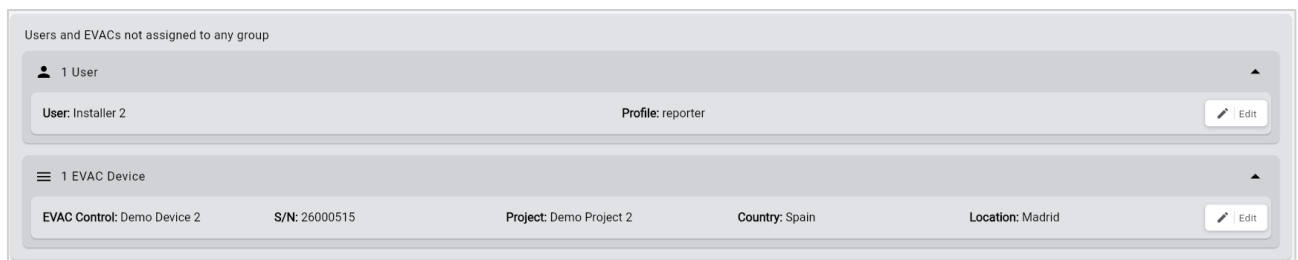 Users and EVACs not assigned to any group
1 User
User: Installer 2 Profile: reporter Edit
1 EVAC Device
EVAC Control: Demo Device 2 S/N: 26000515 Project: Demo Project 2 Country: Spain Location: Madrid Edit